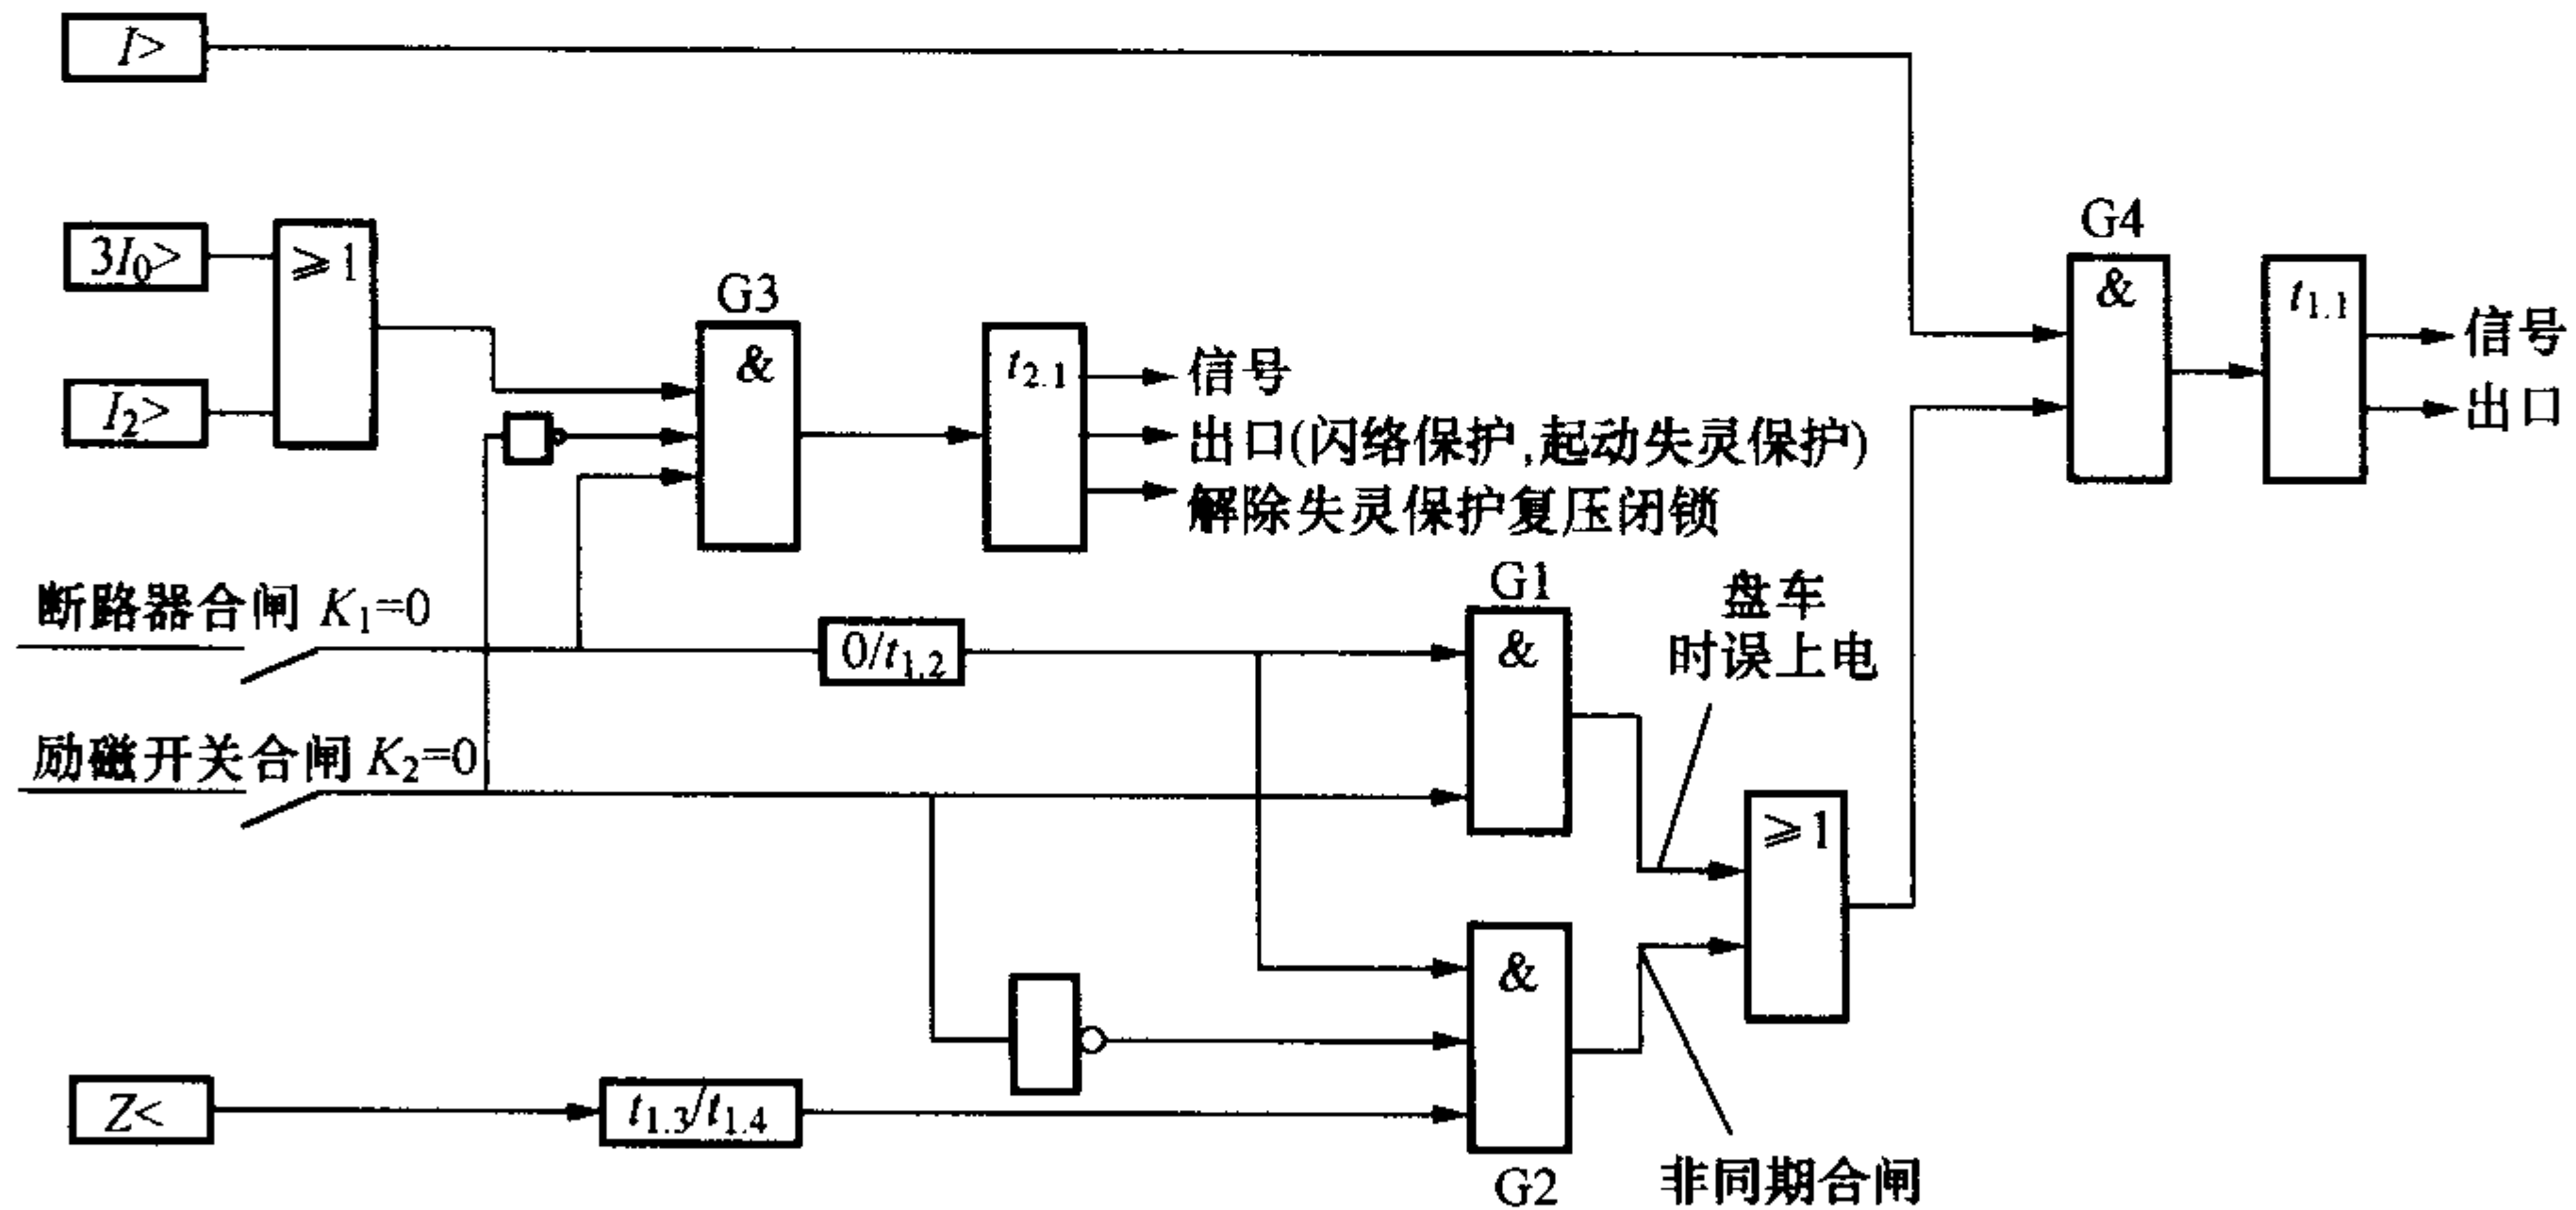 I>
G4
3I₀>
≥1
&
t₁.₁
信号
出口
G3
&
t₂.₁
信号
出口(闪络保护,起动失灵保护)
解除失灵保护复压闭锁
I₂>
断路器合闸 K₁=0
0/t₁.₂
G1
&
盘车
时误上电
励磁开关合闸 K₂=0
≥1
&
Z<
t₁.₃/t₁.₄
G2
非同期合闸